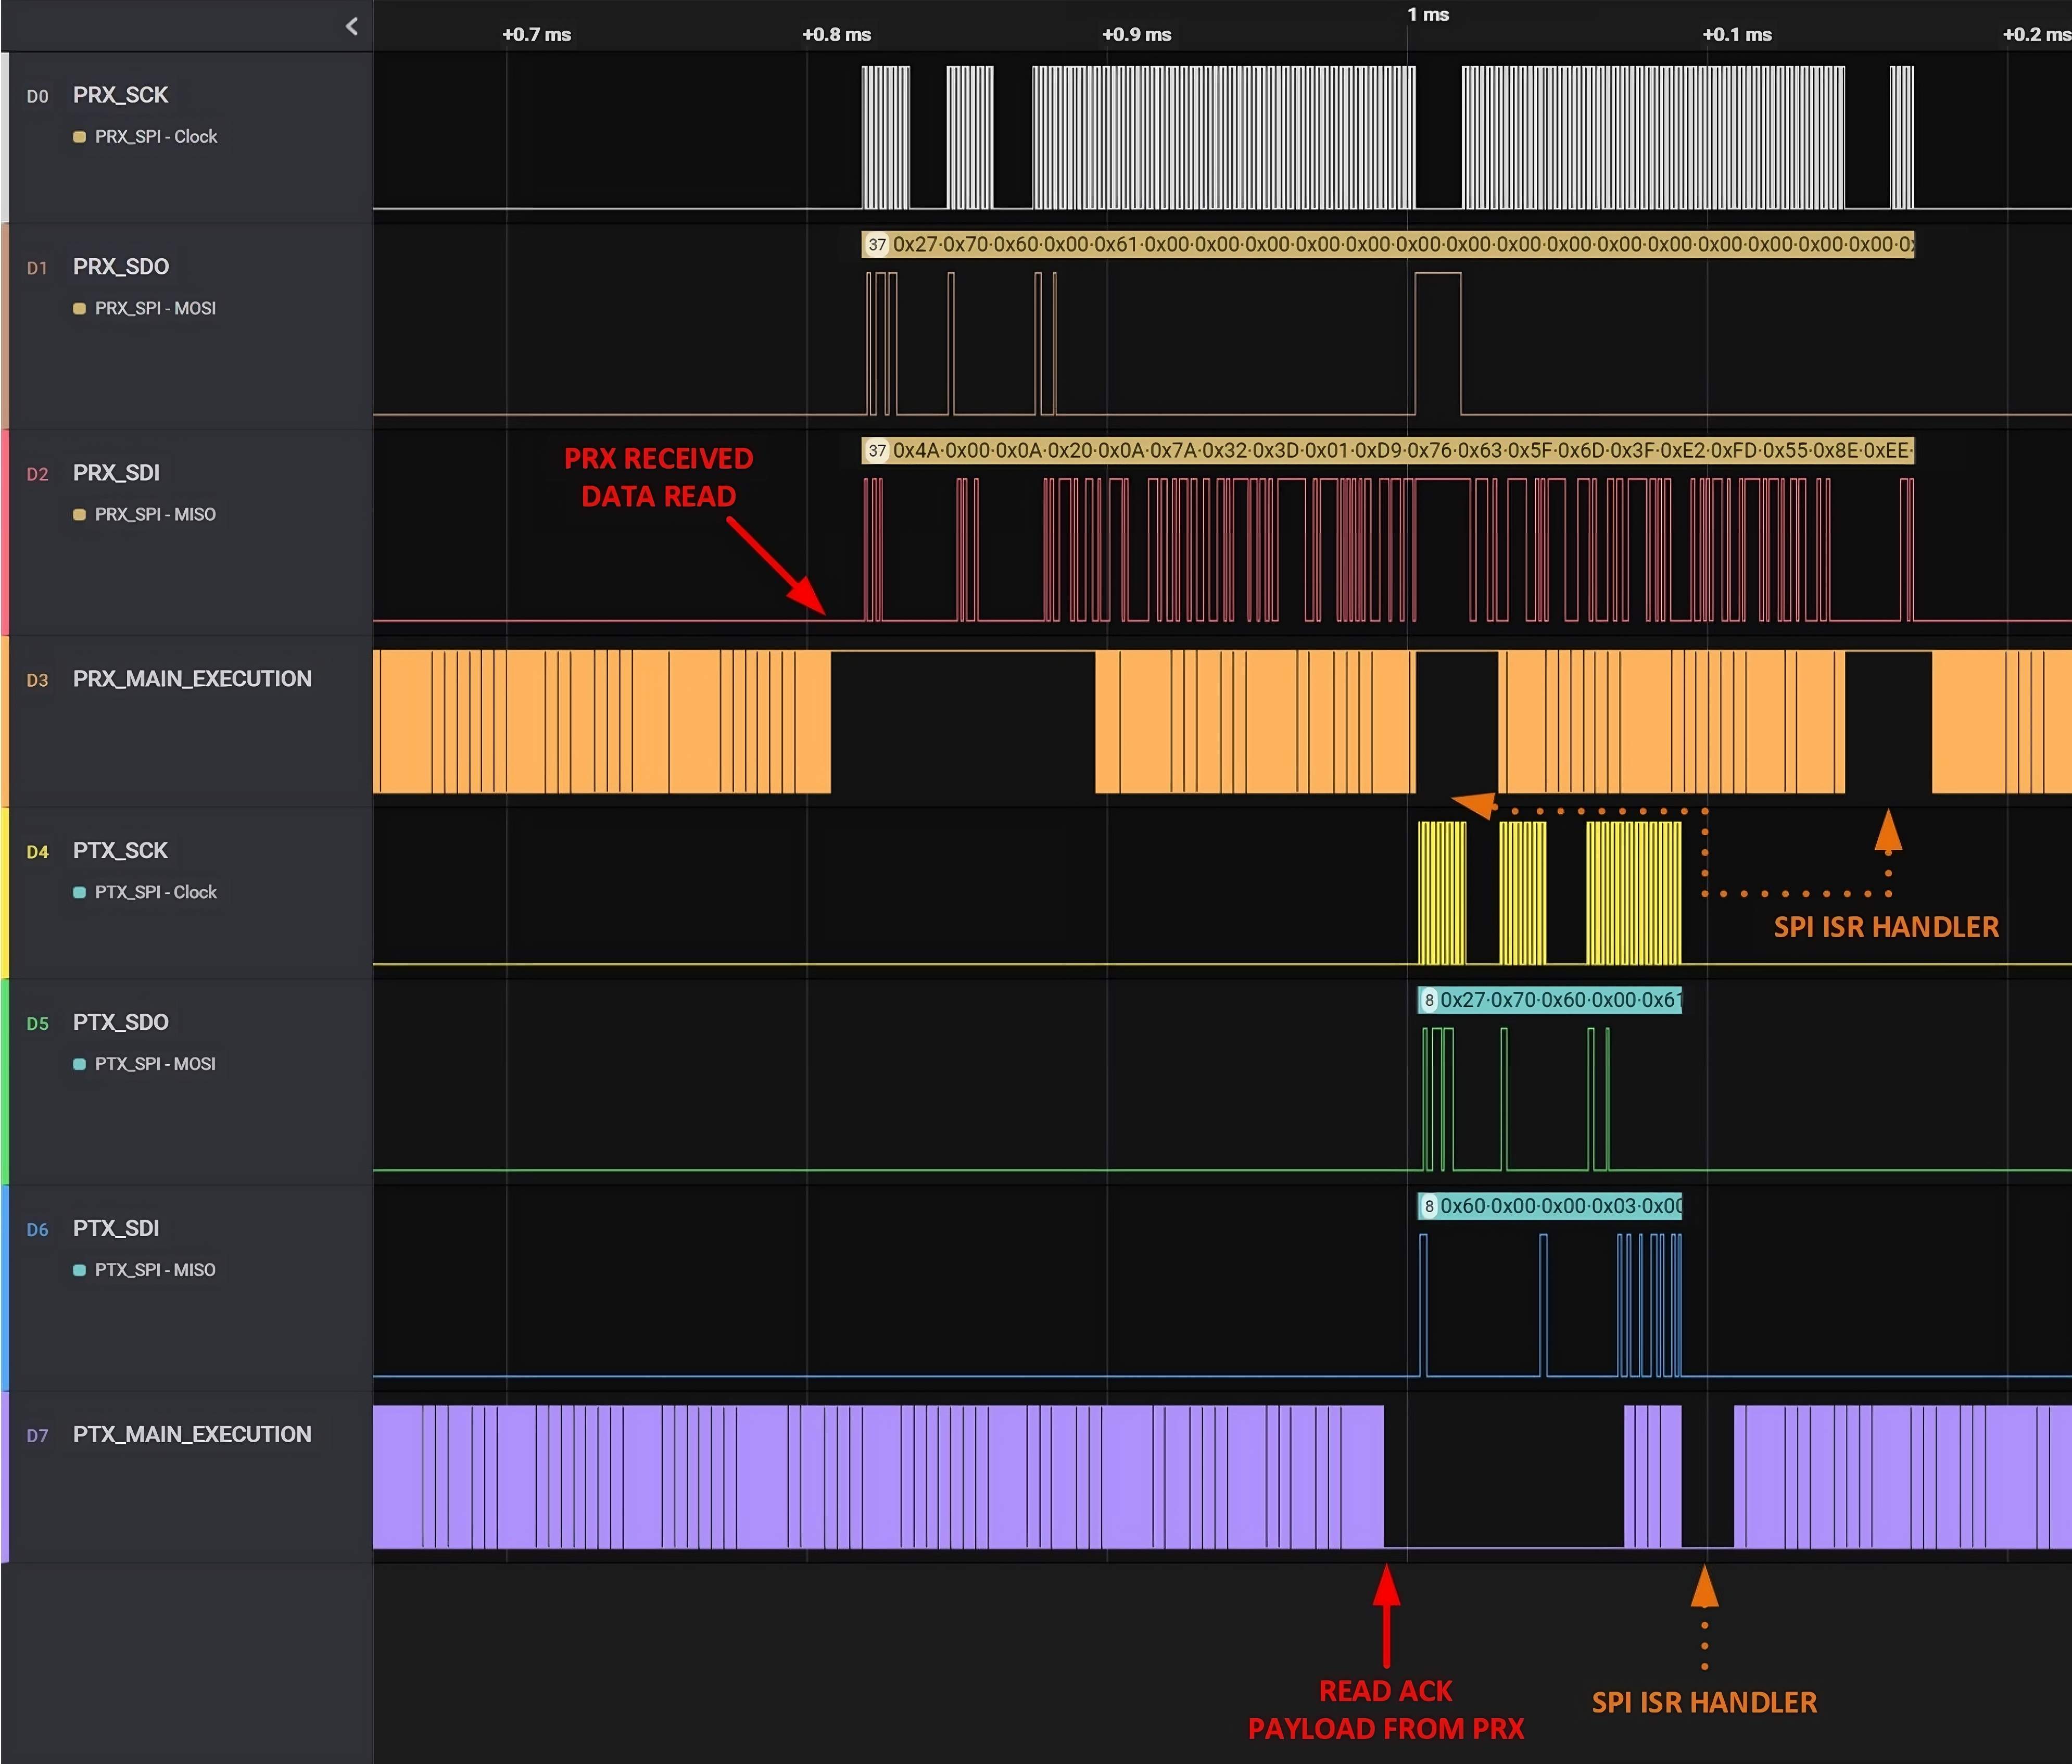 1 ms
+0.7 ms +0.8 ms +0.9 ms +0.1 ms +0.2 ms
D0 PRX_SCK
PRX_SPI - Clock
D1 PRX_SDO
PRX_SPI - MOSI
37 0x27·0x70·0x60·0x00·0x61·0x00·0x00·0x00·0x00·0x00·0x00·0x00·0x00·0x00·0x00·0x00·0x00·0x00·0x00·0x00·0x
D2 PRX_SDI
PRX_SPI - MISO
37 0x4A·0x00·0x0A·0x20·0x0A·0x7A·0x32·0x3D·0x01·0xD9·0x76·0x63·0x5F·0x6D·0x3F·0xE2·0xFD·0x55·0x8E·0xEE·
PRX RECEIVED
DATA READ
D3 PRX_MAIN_EXECUTION
D4 PTX_SCK
PTX_SPI - Clock
SPI ISR HANDLER
D5 PTX_SDO
PTX_SPI - MOSI
8 0x27·0x70·0x60·0x00·0x61
D6 PTX_SDI
PTX_SPI - MISO
8 0x60·0x00·0x00·0x03·0x00
D7 PTX_MAIN_EXECUTION
READ ACK
PAYLOAD FROM PRX
SPI ISR HANDLER